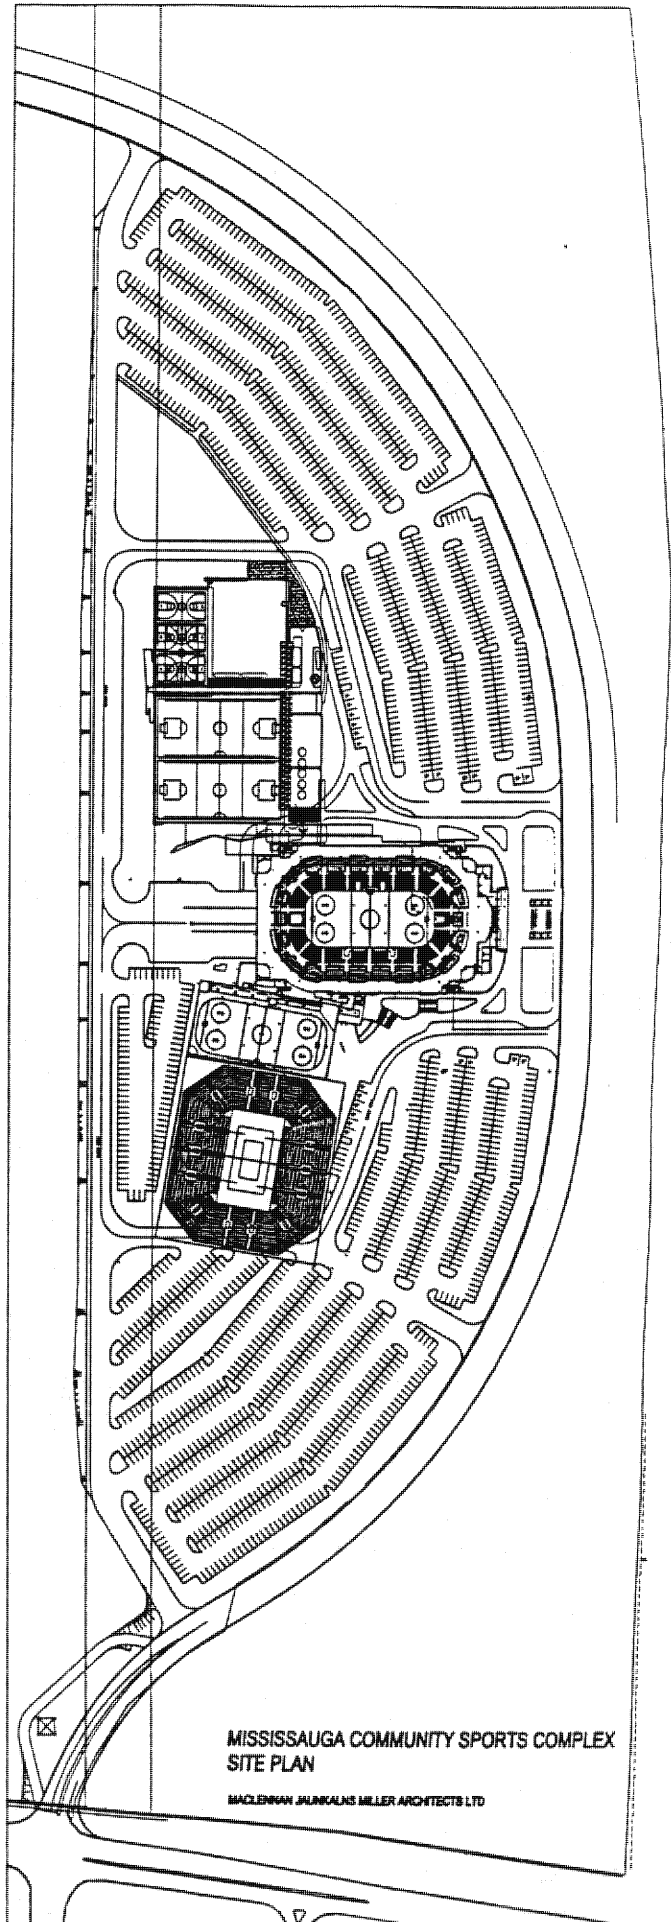 MISSISSAUGA COMMUNITY SPORTS COMPLEX
SITE PLAN
MACLENNAN JAUNKALNS MILLER ARCHITECTS LTD